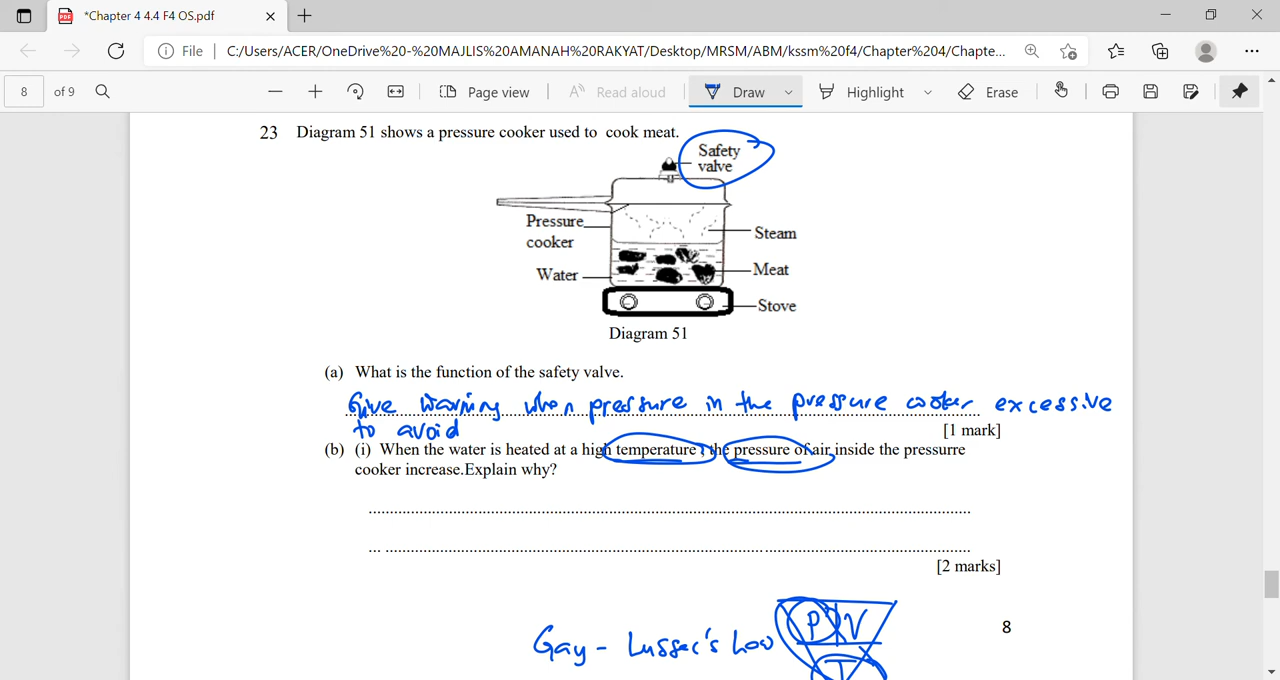 *Chapter 4 4.4 F4 OS.pdf
File C:/Users/ACER/OneDrive%20-%20MAJLIS%20AMANAH%20RAKYAT/Desktop/MRSM/ABM/kssm%20f4/Chapter%204/Chapte...
8 of 9 Page view Read aloud Draw Highlight Erase
23 Diagram 51 shows a pressure cooker used to cook meat.
Safety
valve
Pressure
cooker
Steam
Water
Meat
Stove
Diagram 51
(a) What is the function of the safety valve.
Give warning when pressure in the pressure cooker excessive
to avoid
[1 mark]
(b) (i) When the water is heated at a high temperature, the pressure of air inside the pressurre
cooker increase.Explain why?
[2 marks]
8
Gay - Lussec's Law
P V
T